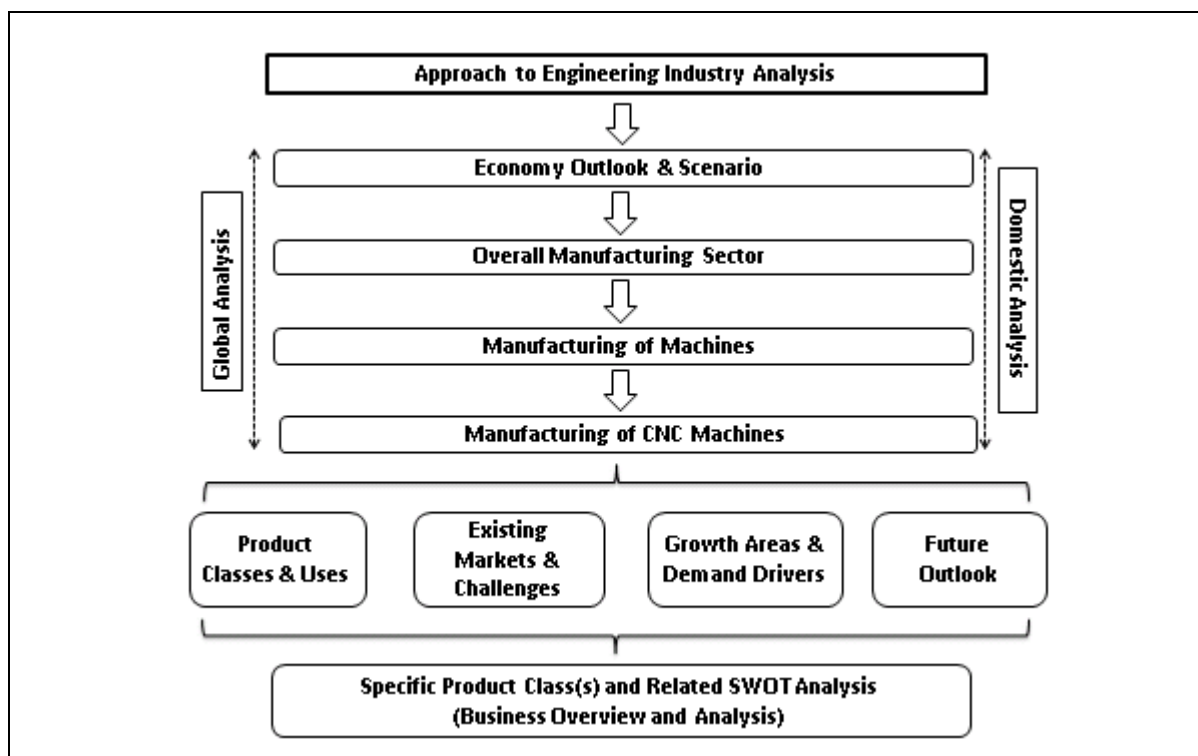 Approach to Engineering Industry Analysis
Economy Outlook & Scenario
Global Analysis
Domestic Analysis
Overall Manufacturing Sector
Manufacturing of Machines
Manufacturing of CNC Machines
Product
Classes & Uses
Existing
Markets &
Challenges
Growth Areas &
Demand Drivers
Future
Outlook
Specific Product Class(s) and Related SWOT Analysis
(Business Overview and Analysis)